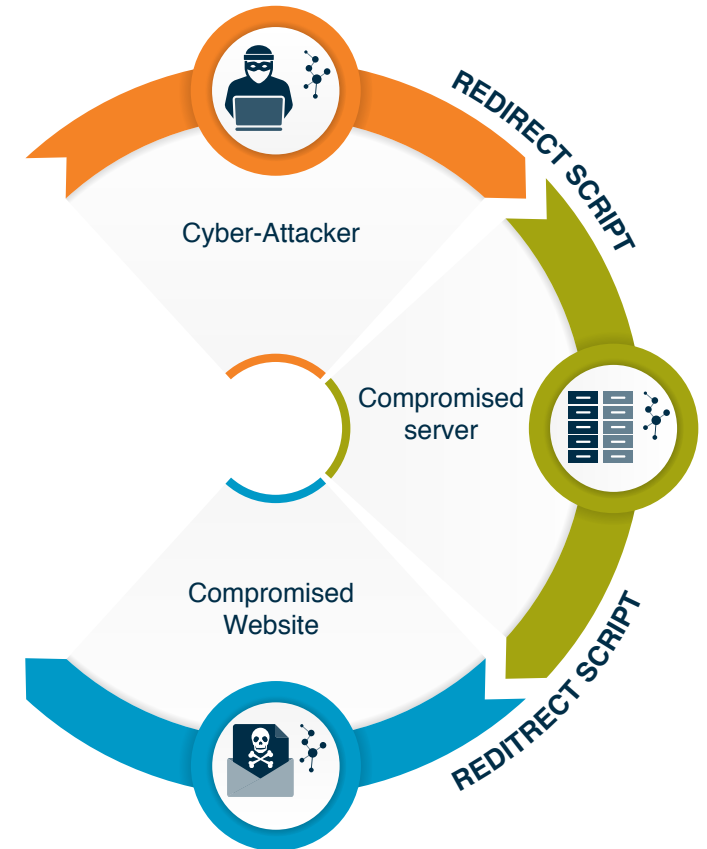 REDIRECT SCRIPT
Cyber-Attacker
Compromised
server
Compromised
Website
REDITRECT SCRIPT